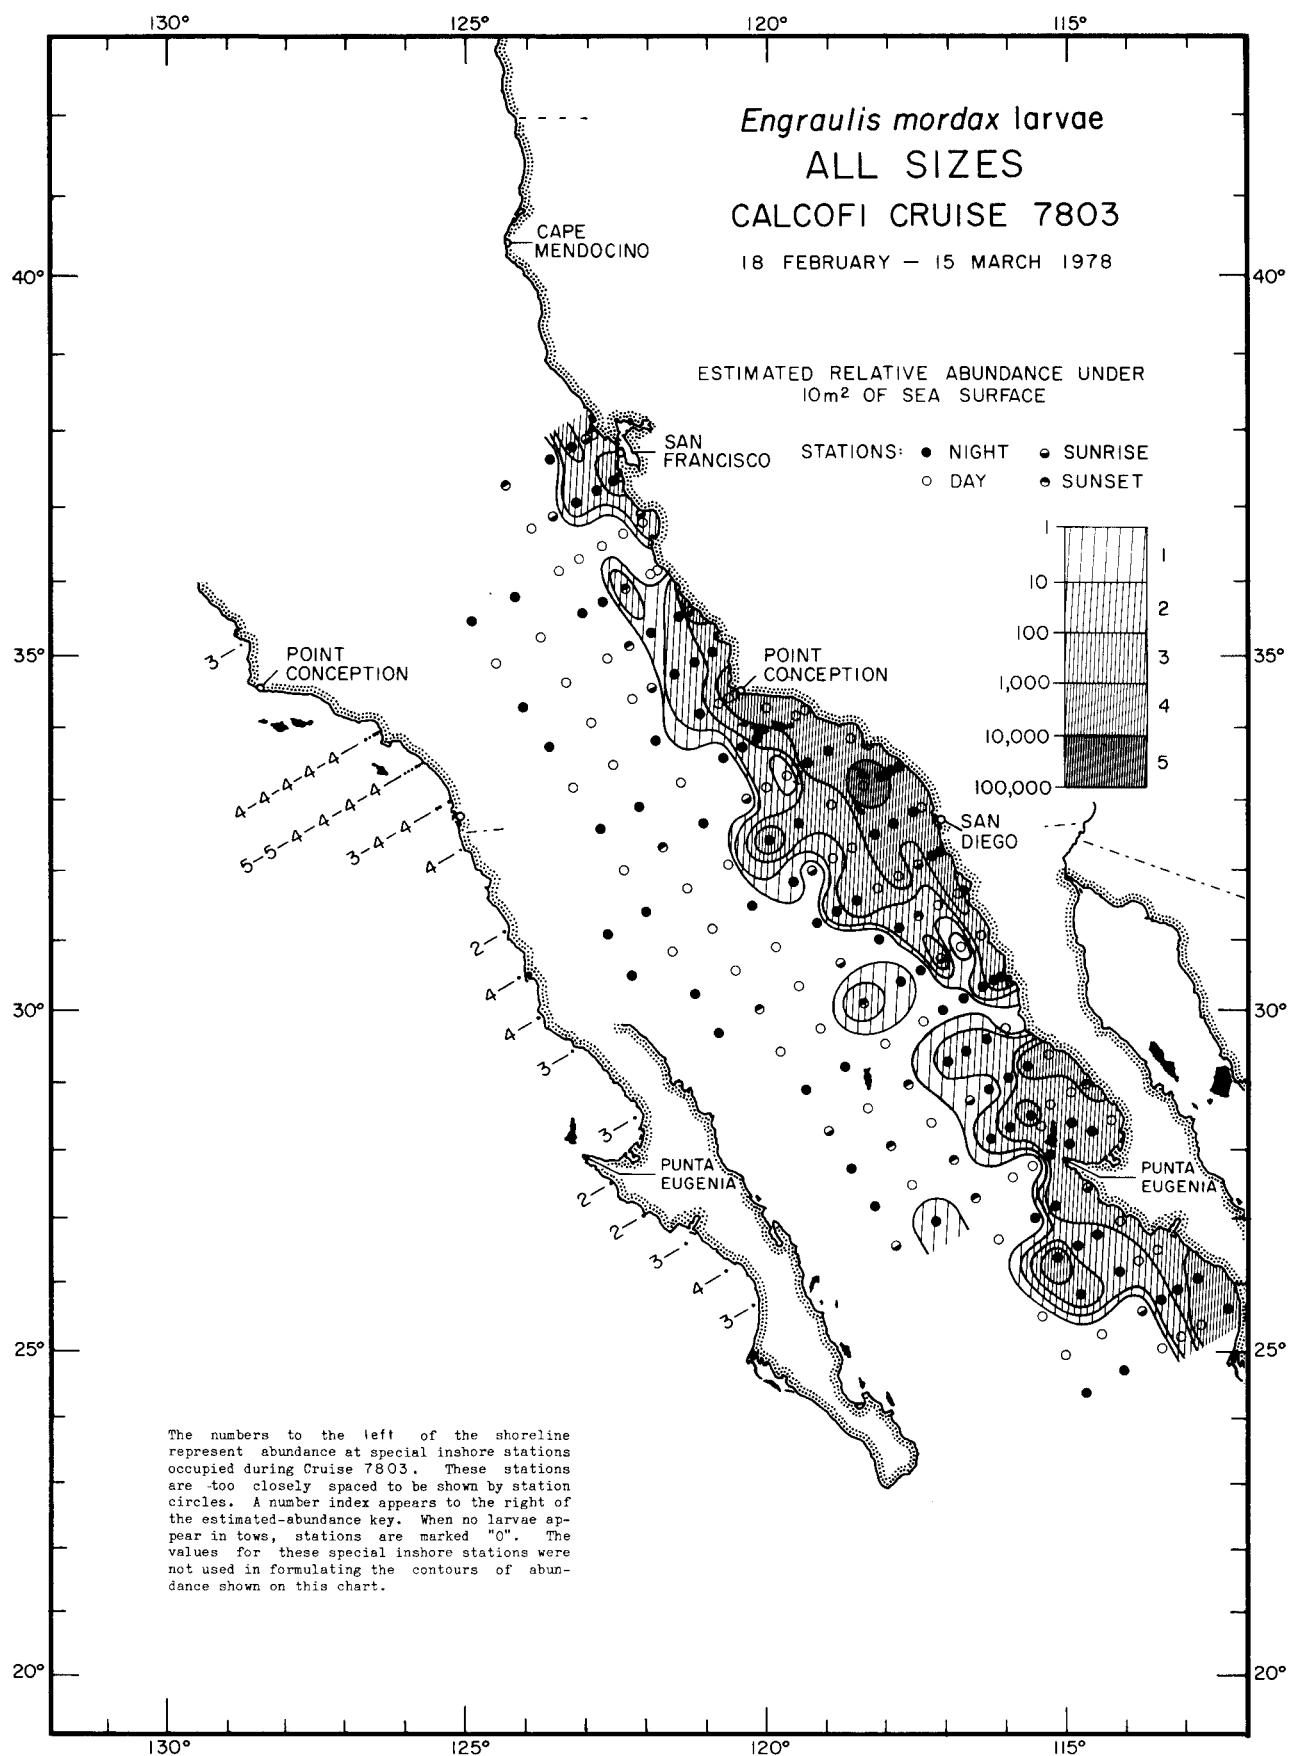 130° 125° 120° 115°
Engraulis mordax larvae
ALL SIZES
CALCOFI CRUISE 7803
18 FEBRUARY — 15 MARCH 1978
CAPE
MENDOCINO
40° 40°
ESTIMATED RELATIVE ABUNDANCE UNDER
10m² OF SEA SURFACE
SAN
FRANCISCO
STATIONS: NIGHT SUNRISE
DAY SUNSET
1
10
100
1,000
10,000
100,000
1
2
3
4
5
35° 35°
3
POINT
CONCEPTION
POINT
CONCEPTION
4-4-4-4-4
5-5-4-4-4-4
3-4-4
4
SAN
DIEGO
2
4
4
3
3
30° 30°
PUNTA
EUGENIA
PUNTA
EUGENIA
2
2
3
4
3
25° 25°
The numbers to the left of the shoreline
represent abundance at special inshore stations
occupied during Cruise 7803. These stations
are -too closely spaced to be shown by station
circles. A number index appears to the right of
the estimated-abundance key. When no larvae ap-
pear in tows, stations are marked "0". The
values for these special inshore stations were
not used in formulating the contours of abun-
dance shown on this chart.
20° 20°
130° 125° 120° 115°